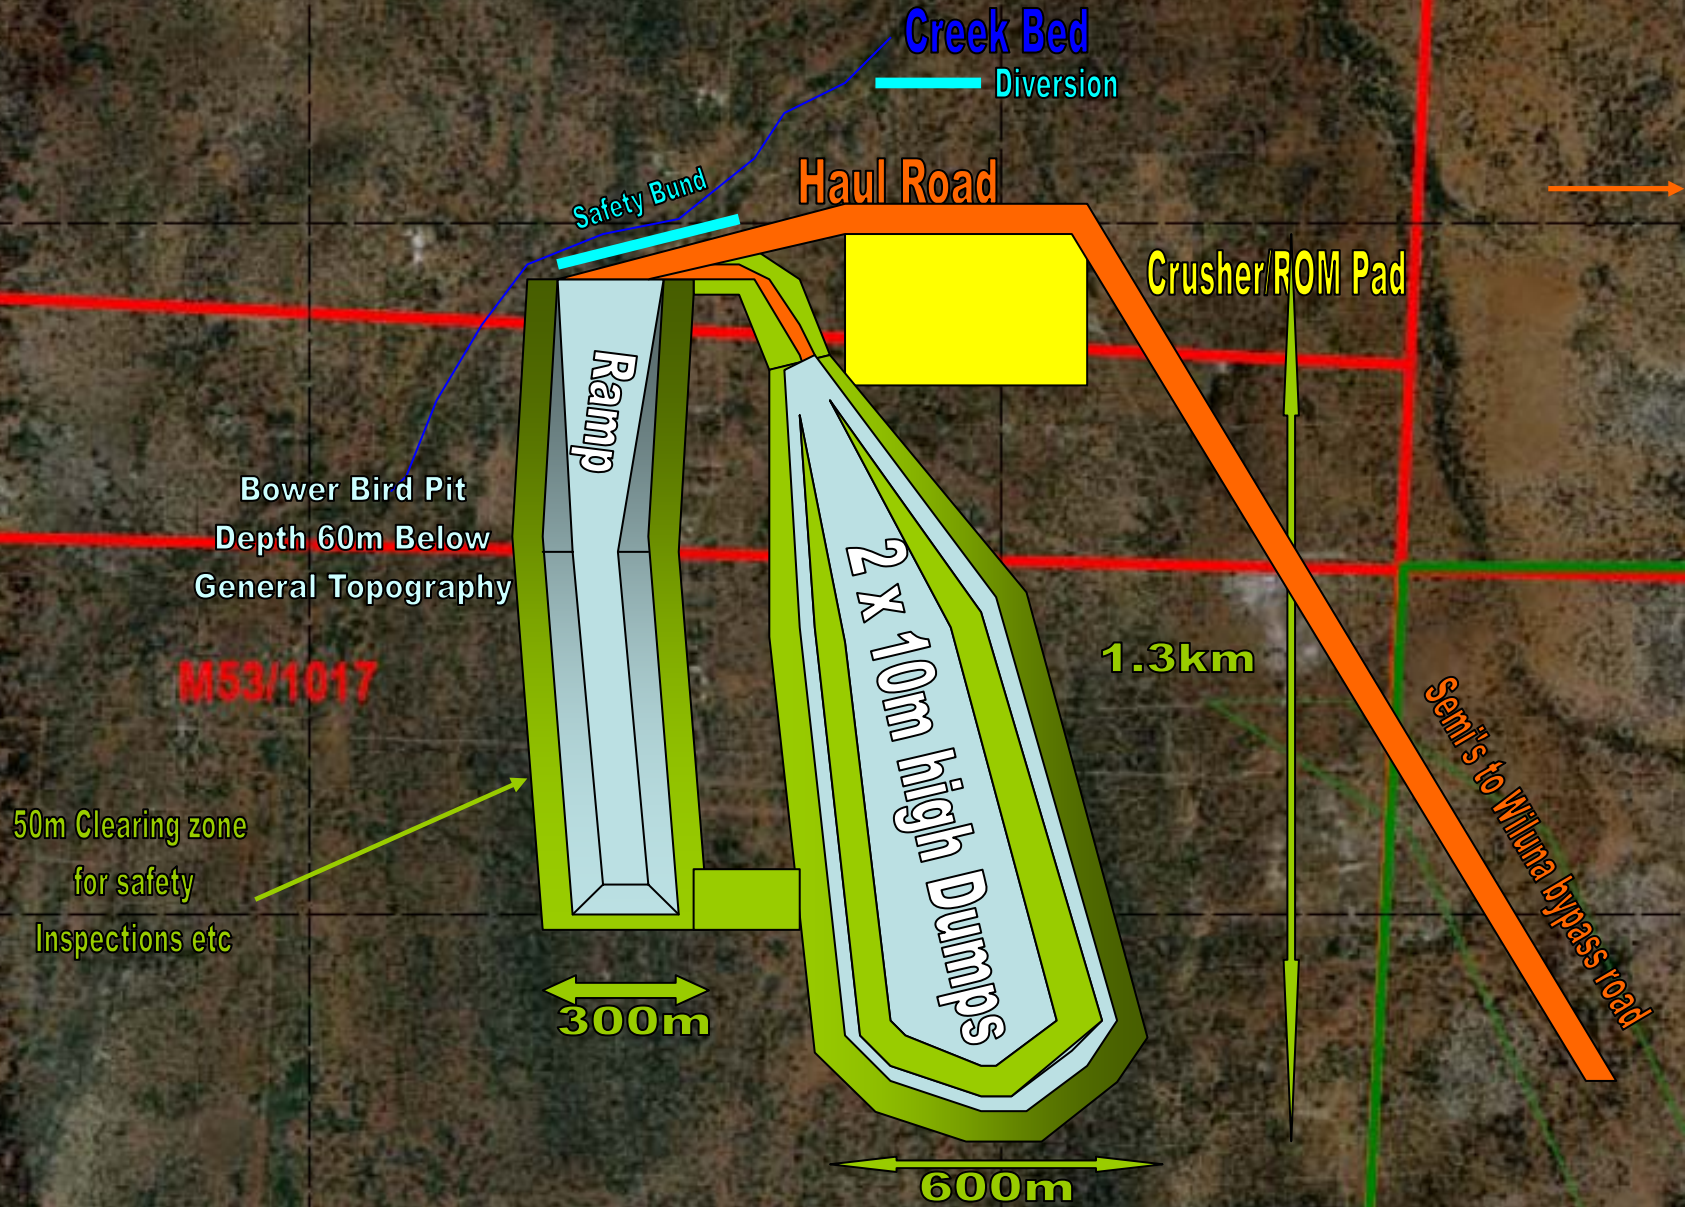 Creek Bed
Diversion
Safety Bund
Haul Road
Crusher/ROM Pad
Ramp
Bower Bird Pit
Depth 60m Below
General Topography
M53/1017
2 x 10m high Dumps
1.3km
Semi's to Wiluna bypass road
50m Clearing zone
for safety
Inspections etc
300m
600m